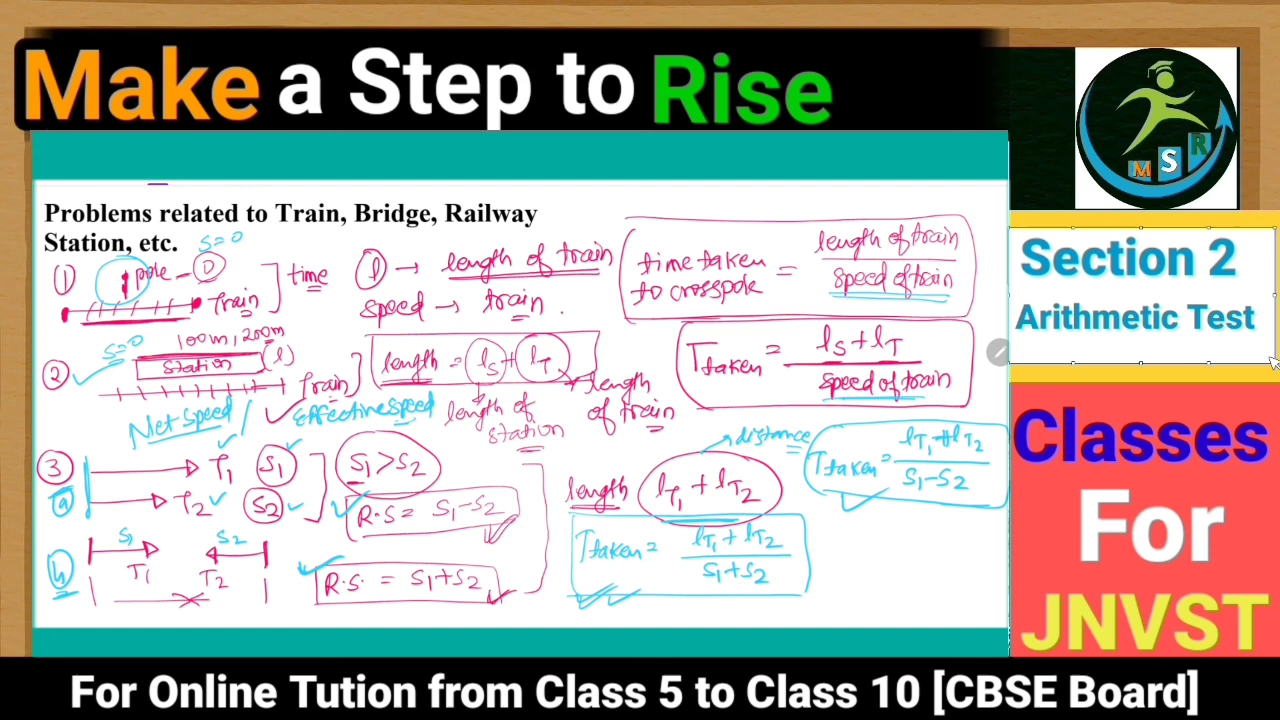 Make a Step to Rise
M S R
Section 2
Arithmetic Test
Classes
For
JNVST
Problems related to Train, Bridge, Railway
Station, etc.
S=0
① pole - 0
Train
] time
ⓛ → length of train
speed → train.
time taken to cross pole = length of train / speed of train
② S=0
100m, 200m
Station (l)
Train
length = lS + lT
length of station
length of train
Ttaken = lS + lT / speed of train
Net speed / Effective speed
③
a
T1 S1
T2 S2
S1 > S2
R.S = S1 - S2
length lT1 + lT2
distance
Ttaken = lT1 + lT2 / S1 - S2
b
S1 S2
T1 T2
R.S. = S1 + S2
Ttaken = lT1 + lT2 / S1 + S2
For Online Tution from Class 5 to Class 10 [CBSE Board]